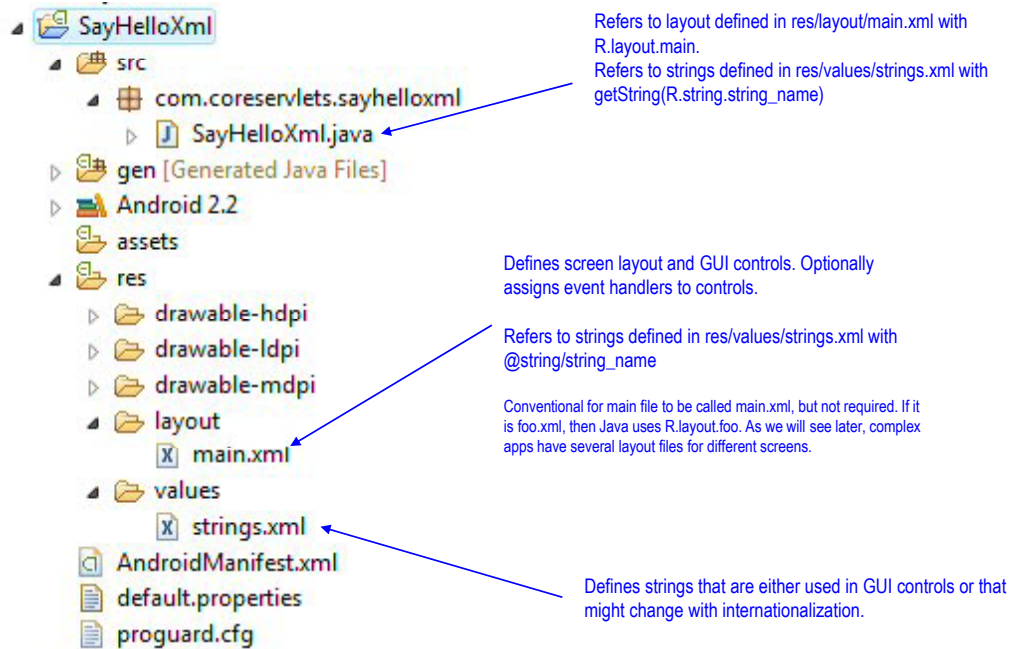 SayHelloXml
src
com.coreservlets.sayhelloxml
SayHelloXml.java
gen [Generated Java Files]
Android 2.2
assets
res
drawable-hdpi
drawable-ldpi
drawable-mdpi
layout
main.xml
values
strings.xml
AndroidManifest.xml
default.properties
proguard.cfg
Refers to layout defined in res/layout/main.xml with
R.layout.main.
Refers to strings defined in res/values/strings.xml with
getString(R.string.string_name)
Defines screen layout and GUI controls. Optionally
assigns event handlers to controls.
Refers to strings defined in res/values/strings.xml with
@string/string_name
Conventional for main file to be called main.xml, but not required. If it
is foo.xml, then Java uses R.layout.foo. As we will see later, complex
apps have several layout files for different screens.
Defines strings that are either used in GUI controls or that
might change with internationalization.